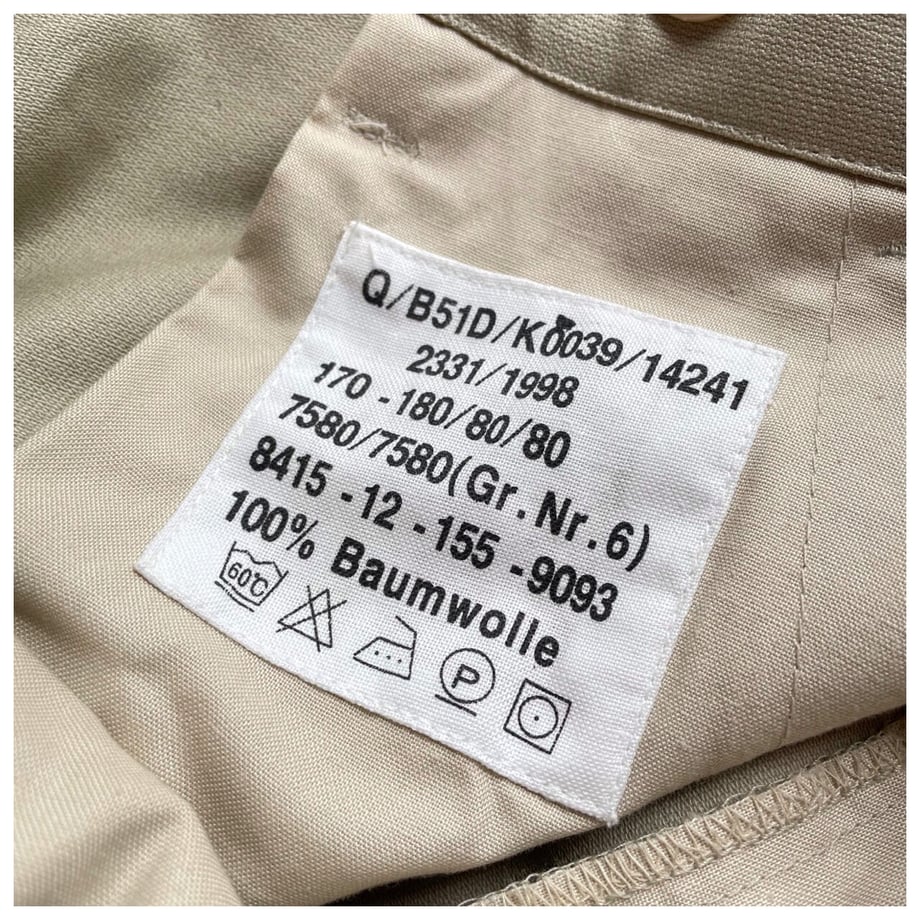 Q/B51D/K0039/14241
2331/1998
170 - 180/80/80
7580/7580(Gr.Nr.6)
8415 - 12 - 155 - 9093
100% Baumwolle
60°C
P